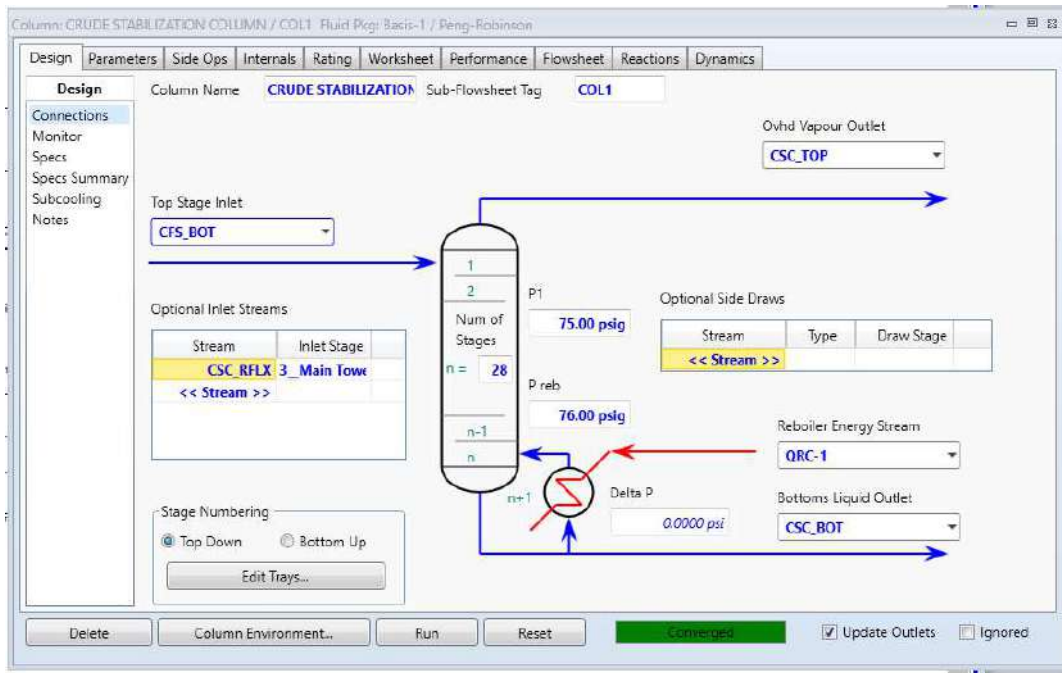 Column: CRUDE STABILIZATION COLUMN / COL1 Fluid Pkg: Basis-1 / Peng-Robinson
Design Parameters Side Ops Internals Rating Worksheet Performance Flowsheet Reactions Dynamics
Design
Connections
Monitor
Specs
Specs Summary
Subcooling
Notes
Column Name CRUDE STABILIZATION Sub-Flowsheet Tag COL1
Ovhd Vapour Outlet
CSC_TOP
Top Stage Inlet
CFS_BOT
1
2
Num of
Stages
n = 28
n-1
n
n+1
P1
75.00 psig
P reb
76.00 psig
Delta P
0.0000 psi
Optional Inlet Streams
Stream Inlet Stage
CSC_RFLX 3__Main Towe
<< Stream >>
Optional Side Draws
Stream Type Draw Stage
<< Stream >>
Reboiler Energy Stream
QRC-1
Bottoms Liquid Outlet
CSC_BOT
Stage Numbering
Top Down Bottom Up
Edit Trays...
Delete Column Environment... Run Reset Converged Update Outlets Ignored